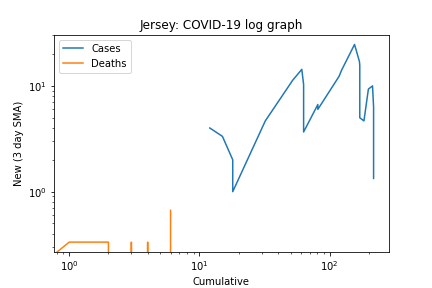 Jersey: COVID-19 log graph
Cases
Deaths
New (3 day SMA)
10¹
10⁰
10⁰
10¹
10²
Cumulative